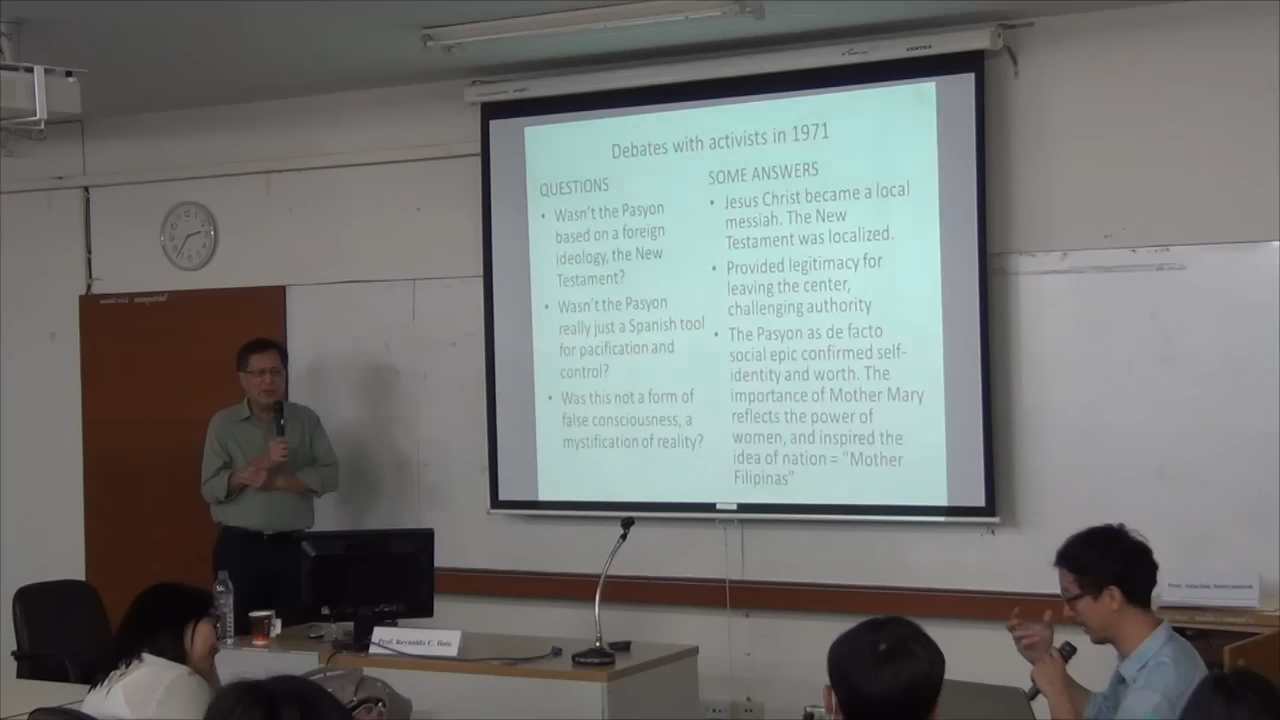 VERTEX
Debates with activists in 1971
QUESTIONS
• Wasn't the Pasyon
based on a foreign
ideology, the New
Testament?
• Wasn't the Pasyon
really just a Spanish tool
for pacification and
control?
• Was this not a form of
false consciousness, a
mystification of reality?
SOME ANSWERS
• Jesus Christ became a local
messiah. The New
Testament was localized.
• Provided legitimacy for
leaving the center,
challenging authority
• The Pasyon as de facto
social epic confirmed self-
identity and worth. The
importance of Mother Mary
reflects the power of
women, and inspired the
idea of nation = "Mother
Filipinas"
12
Prof. Reynaldo C. Ileto
Prof.